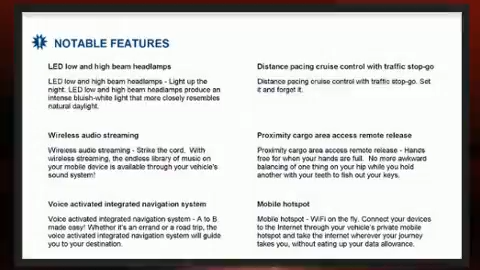 NOTABLE FEATURES
LED low and high beam headlamps
LED low and high beam headlamps - Light up the
night. LED low and high beam headlamps produce an
intense bluish-white light that more closely resembles
natural daylight.
Distance pacing cruise control with traffic stop-go
Distance pacing cruise control with traffic stop-go. Set
it and forget it.
Wireless audio streaming
Wireless audio streaming - Strike the cord. With
wireless streaming, the endless library of music on
your mobile device is available through your vehicle's
sound system!
Proximity cargo area access remote release
Proximity cargo area access remote release - Hands
free for when your hands are full. No more awkward
balancing of one thing on your hip while you hold
another with your teeth to fish out your keys.
Voice activated integrated navigation system
Voice activated integrated navigation system - A to B
made easy! Whether it's an errand or a road trip, the
voice activated integrated navigation system will guide
you to your destination.
Mobile hotspot
Mobile hotspot - WiFi on the fly. Connect your devices
to the Internet through your vehicle's private mobile
hotspot and take the internet wherever your journey
takes you, without eating up your data allowance.